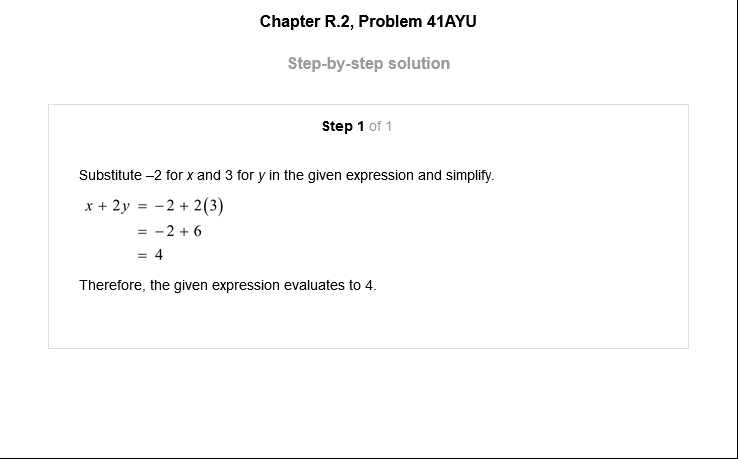 Chapter R.2, Problem 41AYU
Step-by-step solution
Step 1 of 1
Substitute –2 for x and 3 for y in the given expression and simplify.
x + 2y = −2 + 2(3)
= −2 + 6
= 4
Therefore, the given expression evaluates to 4.